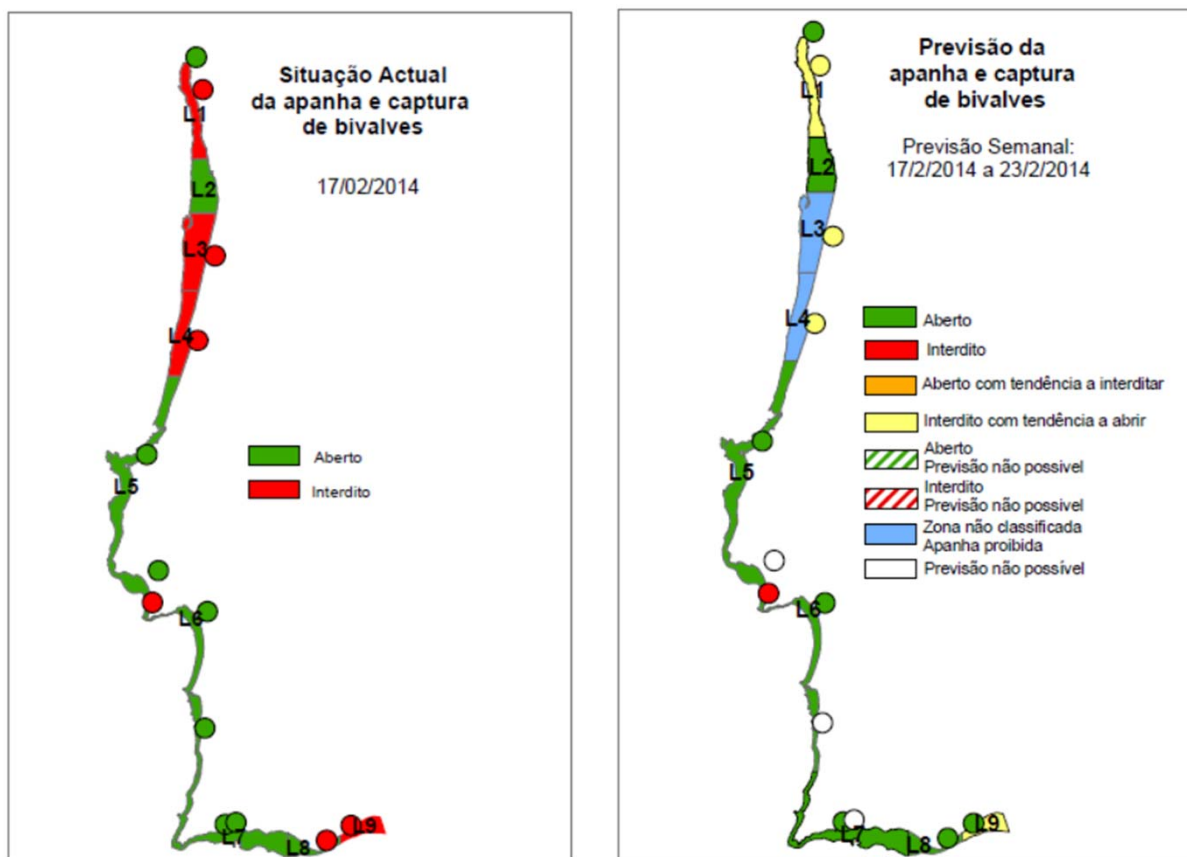 Situação Actual
da apanha e captura
de bivalves
17/02/2014
L1
L2
L3
L4
L5
L6
L7
L8
L9
Aberto
Interdito
Previsão da
apanha e captura
de bivalves
Previsão Semanal:
17/2/2014 a 23/2/2014
L1
L2
L3
L4
L5
L6
L7
L8
L9
Aberto
Interdito
Aberto com tendência a interditar
Interdito com tendência a abrir
Aberto
Previsão não possível
Interdito
Previsão não possível
Zona não classificada
Apanha proibida
Previsão não possível